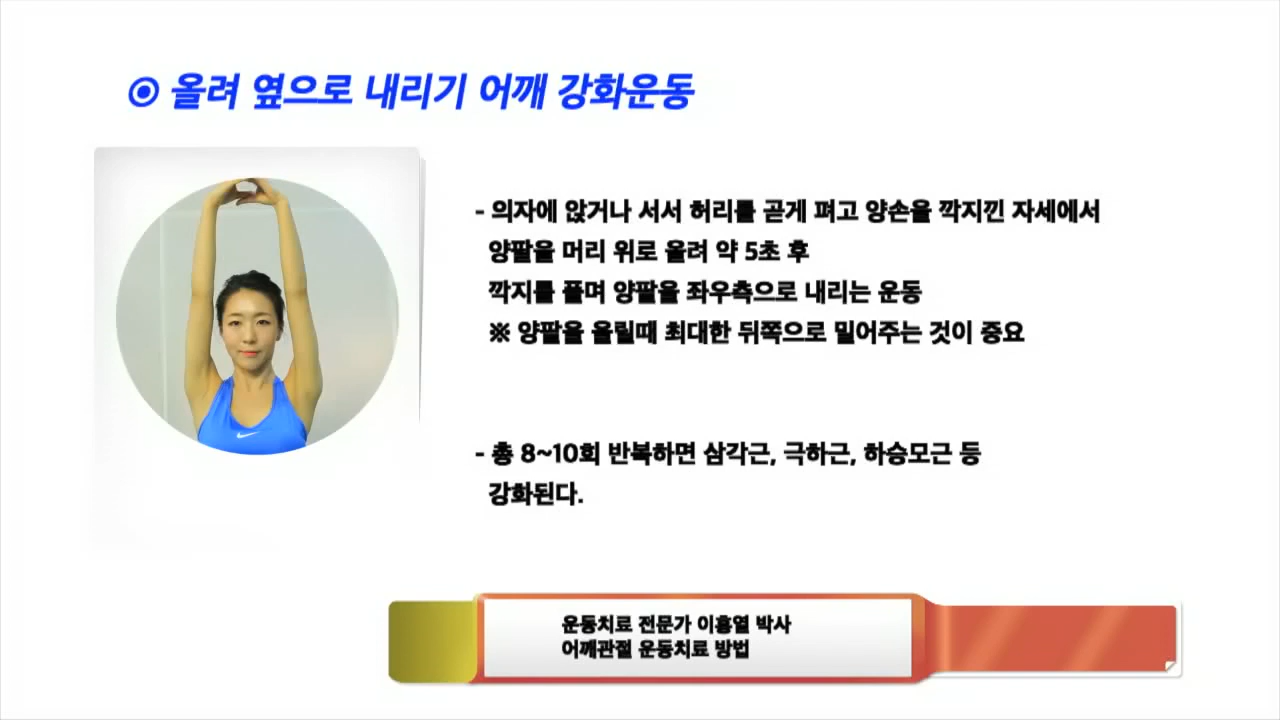 ◎ 올려 옆으로 내리기 어깨 강화운동
- 의자에 앉거나 서서 허리를 곧게 펴고 양손을 깍지낀 자세에서
양팔을 머리 위로 올려 약 5초 후
깍지를 풀며 양팔을 좌우측으로 내리는 운동
※ 양팔을 올릴때 최대한 뒤쪽으로 밀어주는 것이 중요
- 총 8~10회 반복하면 삼각근, 극하근, 하승모근 등
강화된다.
운동치료 전문가 이흥열 박사
어깨관절 운동치료 방법